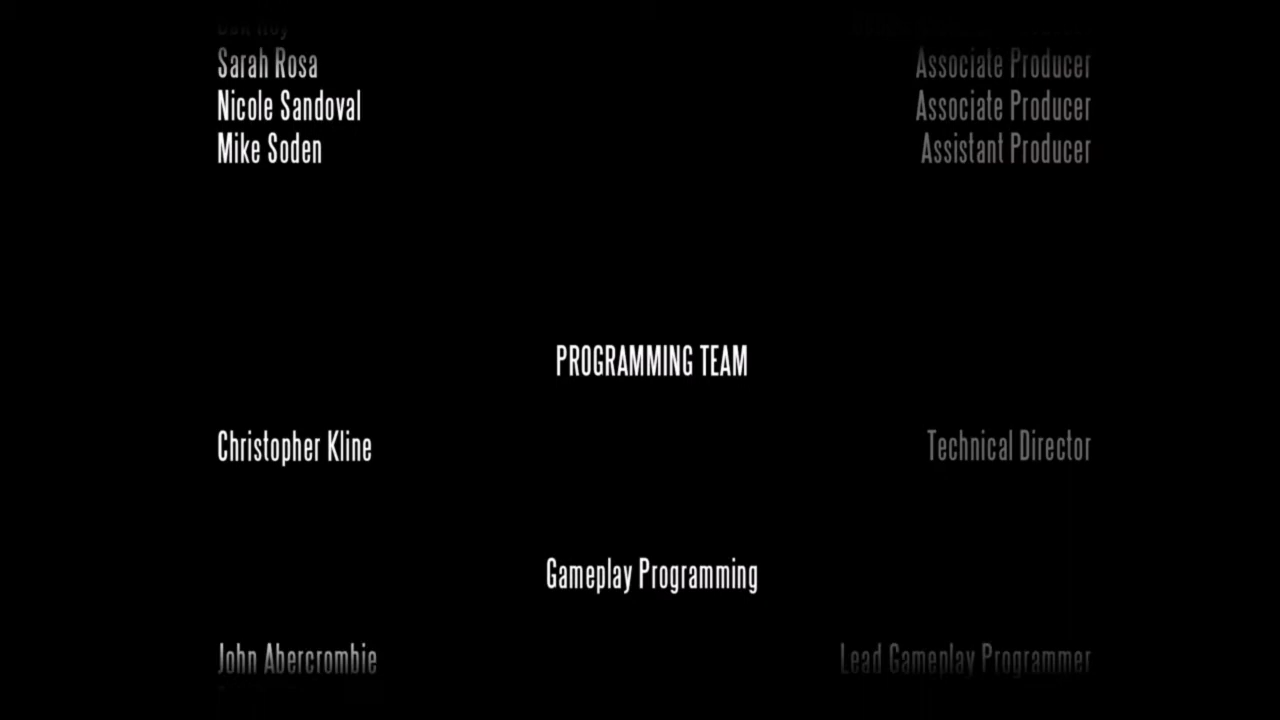 Sarah Rosa Associate Producer
Nicole Sandoval Associate Producer
Mike Soden Assistant Producer
PROGRAMMING TEAM
Christopher Kline Technical Director
Gameplay Programming
John Abercrombie Lead Gameplay Programmer